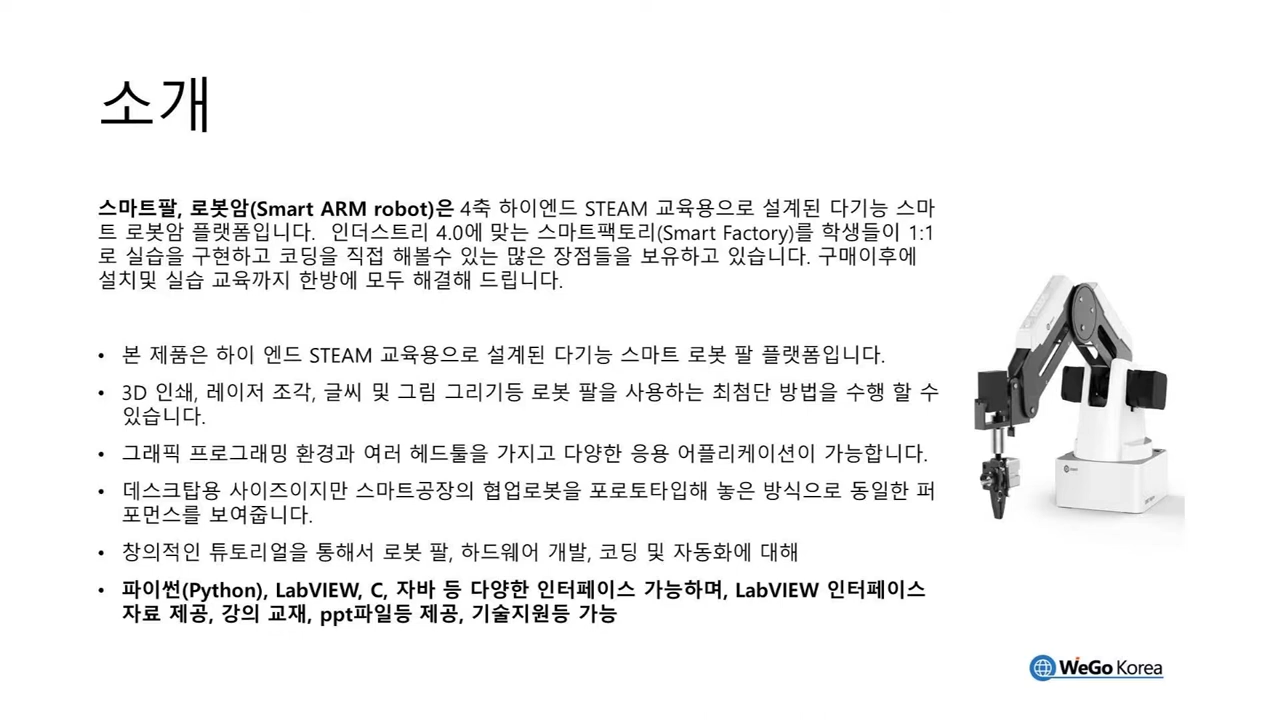 소개
스마트팔, 로봇암(Smart ARM robot)은 4축 하이엔드 STEAM 교육용으로 설계된 다기능 스마
트 로봇암 플랫폼입니다. 인더스트리 4.0에 맞는 스마트팩토리(Smart Factory)를 학생들이 1:1
로 실습을 구현하고 코딩을 직접 해볼수 있는 많은 장점들을 보유하고 있습니다. 구매이후에
설치및 실습 교육까지 한방에 모두 해결해 드립니다.
• 본 제품은 하이 엔드 STEAM 교육용으로 설계된 다기능 스마트 로봇 팔 플랫폼입니다.
• 3D 인쇄, 레이저 조각, 글씨 및 그림 그리기등 로봇 팔을 사용하는 최첨단 방법을 수행 할 수
있습니다.
• 그래픽 프로그래밍 환경과 여러 헤드툴을 가지고 다양한 응용 어플리케이션이 가능합니다.
• 데스크탑용 사이즈이지만 스마트공장의 협업로봇을 포로토타입해 놓은 방식으로 동일한 퍼
포먼스를 보여줍니다.
• 창의적인 튜토리얼을 통해서 로봇 팔, 하드웨어 개발, 코딩 및 자동화에 대해
• 파이썬(Python), LabVIEW, C, 자바 등 다양한 인터페이스 가능하며, LabVIEW 인터페이스
자료 제공, 강의 교재, ppt파일등 제공, 기술지원등 가능
WeGo Korea